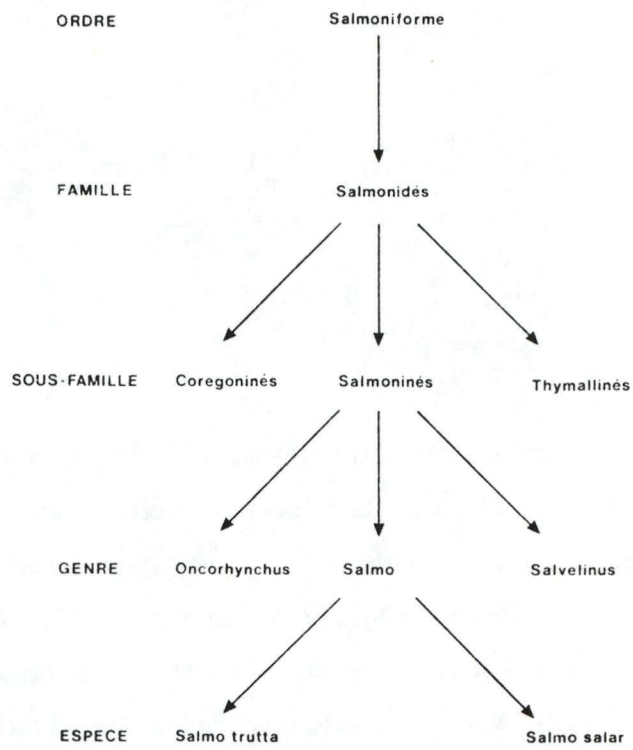 ORDRE Salmoniforme
FAMILLE Salmonidés
SOUS-FAMILLE Coregoninés Salmoninés Thymallinés
GENRE Oncorhynchus Salmo Salvelinus
ESPECE Salmo trutta Salmo salar